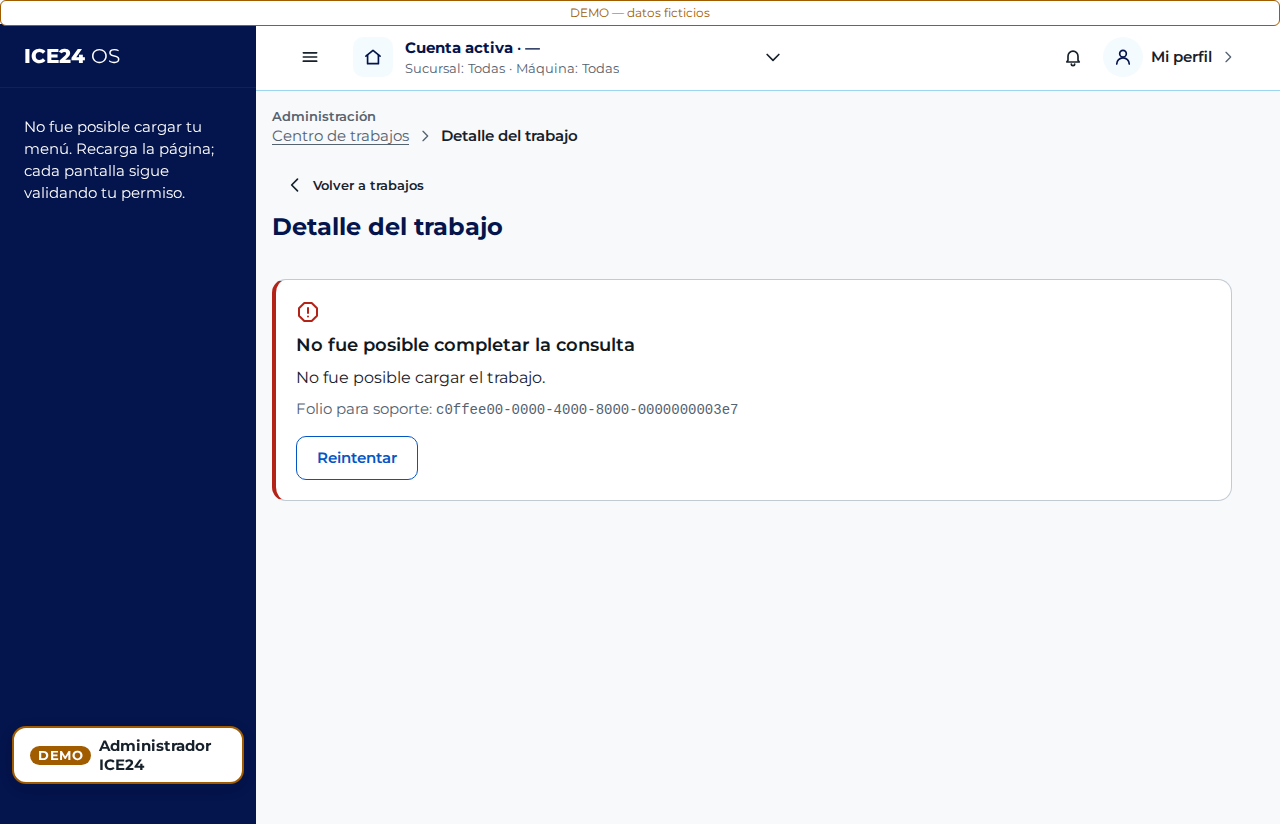 DEMO — datos ficticios
ICE24 OS
No fue posible cargar tu
menú. Recarga la página;
cada pantalla sigue
validando tu permiso.
DEMO
Administrador
ICE24
Cuenta activa · —
Sucursal: Todas · Máquina: Todas
Mi perfil
Administración
Centro de trabajos
Detalle del trabajo
Volver a trabajos
Detalle del trabajo
No fue posible completar la consulta
No fue posible cargar el trabajo.
Folio para soporte: c0ffee00-0000-4000-8000-0000000003e7
Reintentar